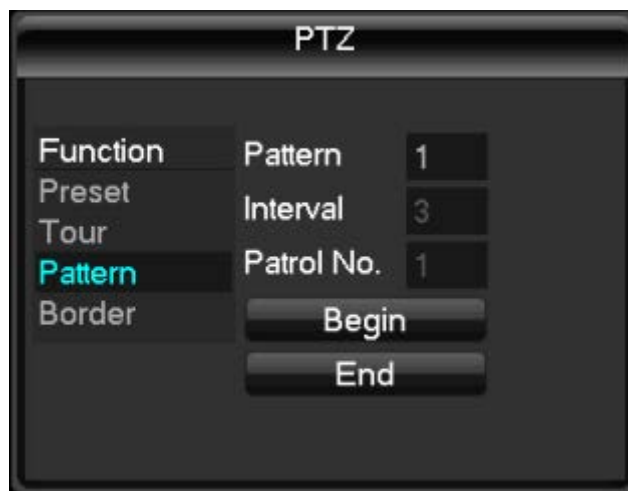 PTZ
Function
Preset
Tour
Pattern
Border
Pattern 1
Interval 3
Patrol No. 1
Begin
End